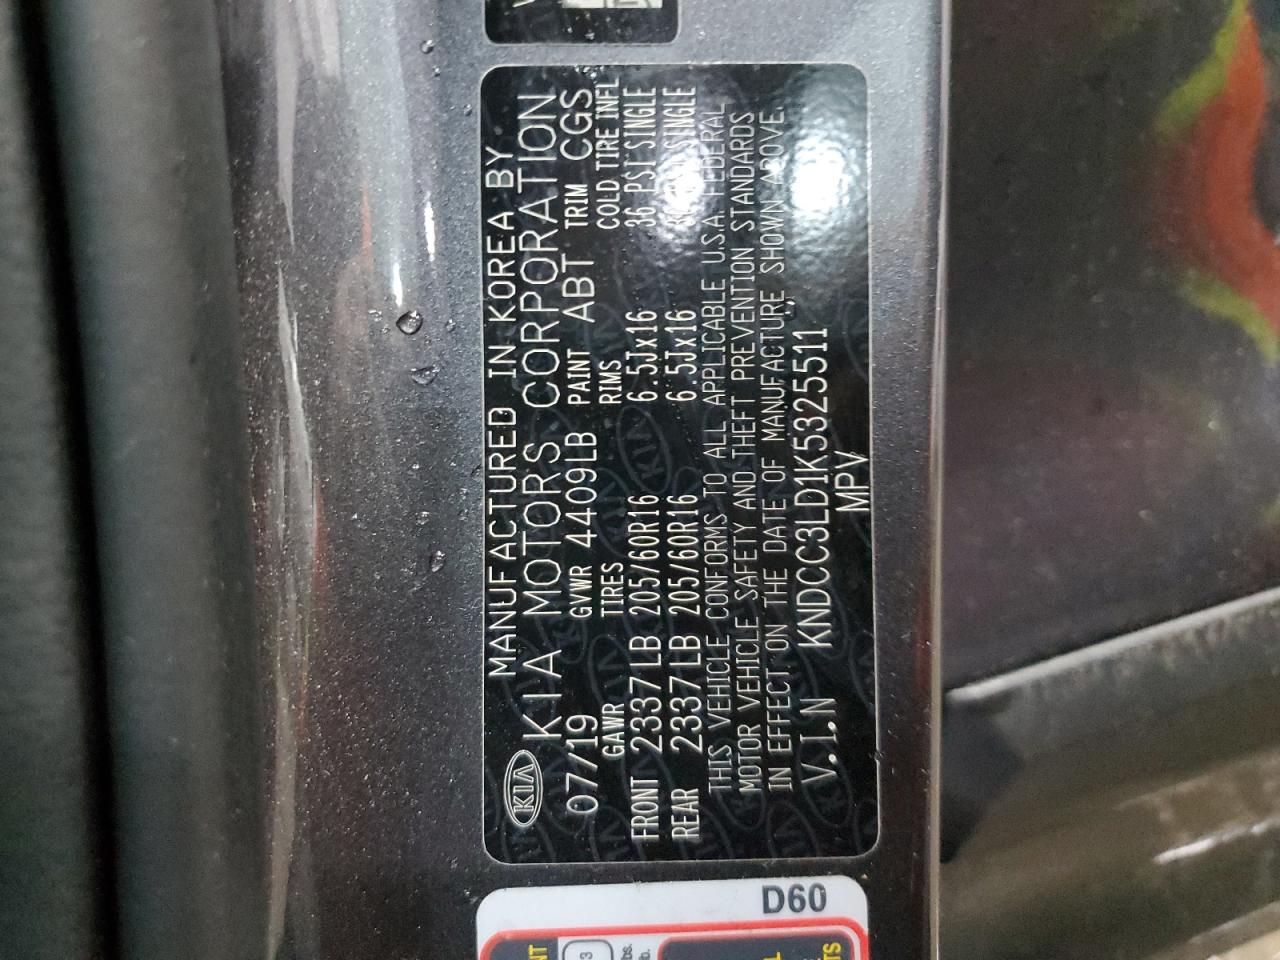 KIA
MANUFACTURED IN KOREA BY
KIA MOTORS CORPORATION
07/19 GVWR 4409LB PAINT ABT TRIM CGS
GAWR TIRES RIMS COLD TIRE INFL
FRONT 2337LB 205/60R16 6.5Jx16 36 PSI SINGLE
REAR 2337LB 205/60R16 6.5Jx16 SINGLE
THIS VEHICLE CONFORMS TO ALL APPLICABLE U.S.A. FEDERAL
MOTOR VEHICLE SAFETY AND THEFT PREVENTION STANDARDS
IN EFFECT ON THE DATE OF MANUFACTURE SHOWN ABOVE.
V.I.N KNDCC3LD1K5325511
MPV
D60